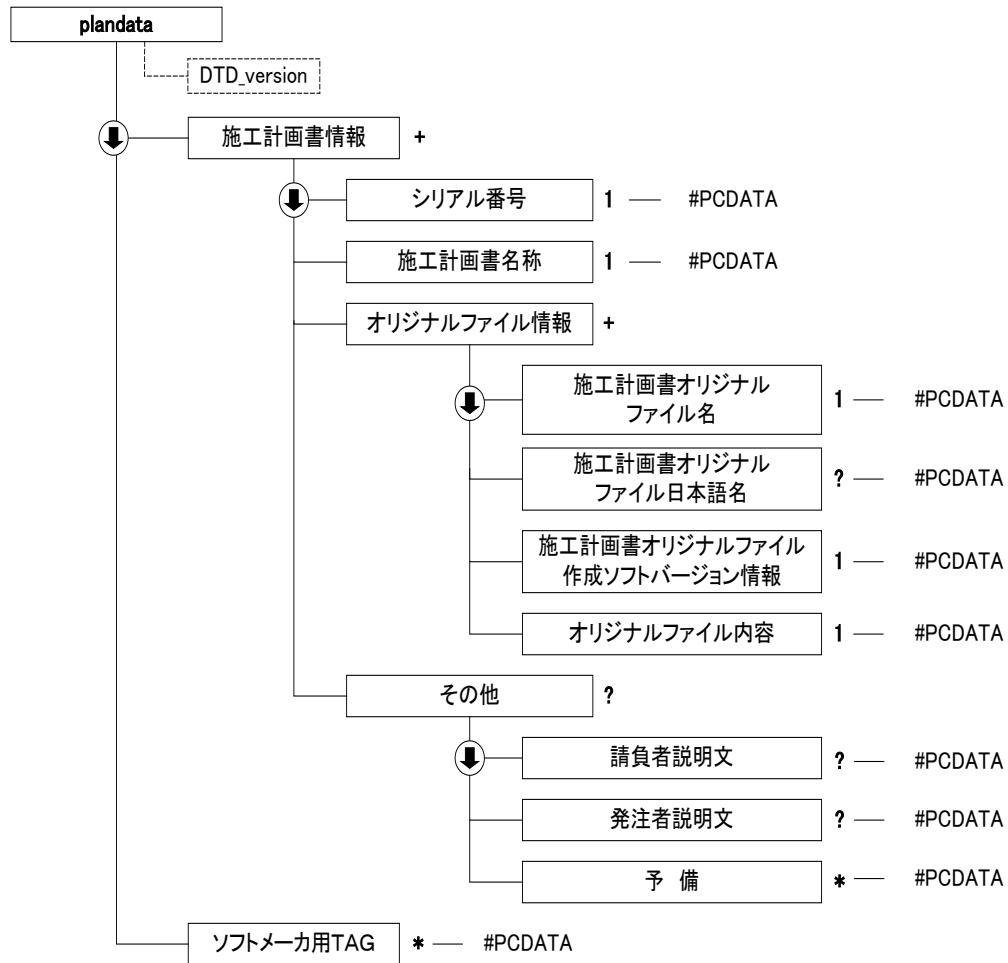 plandata
DTD_version
施工計画書情報 +
シリアル番号 1 — #PCDATA
施工計画書名称 1 — #PCDATA
オリジナルファイル情報 +
施工計画書オリジナル
ファイル名 1 — #PCDATA
施工計画書オリジナル
ファイル日本語名 ? — #PCDATA
施工計画書オリジナルファイル
作成ソフトバージョン情報 1 — #PCDATA
オリジナルファイル内容 1 — #PCDATA
その他 ?
請負者説明文 ? — #PCDATA
発注者説明文 ? — #PCDATA
予 備 * — #PCDATA
ソフトメーカ用TAG * — #PCDATA